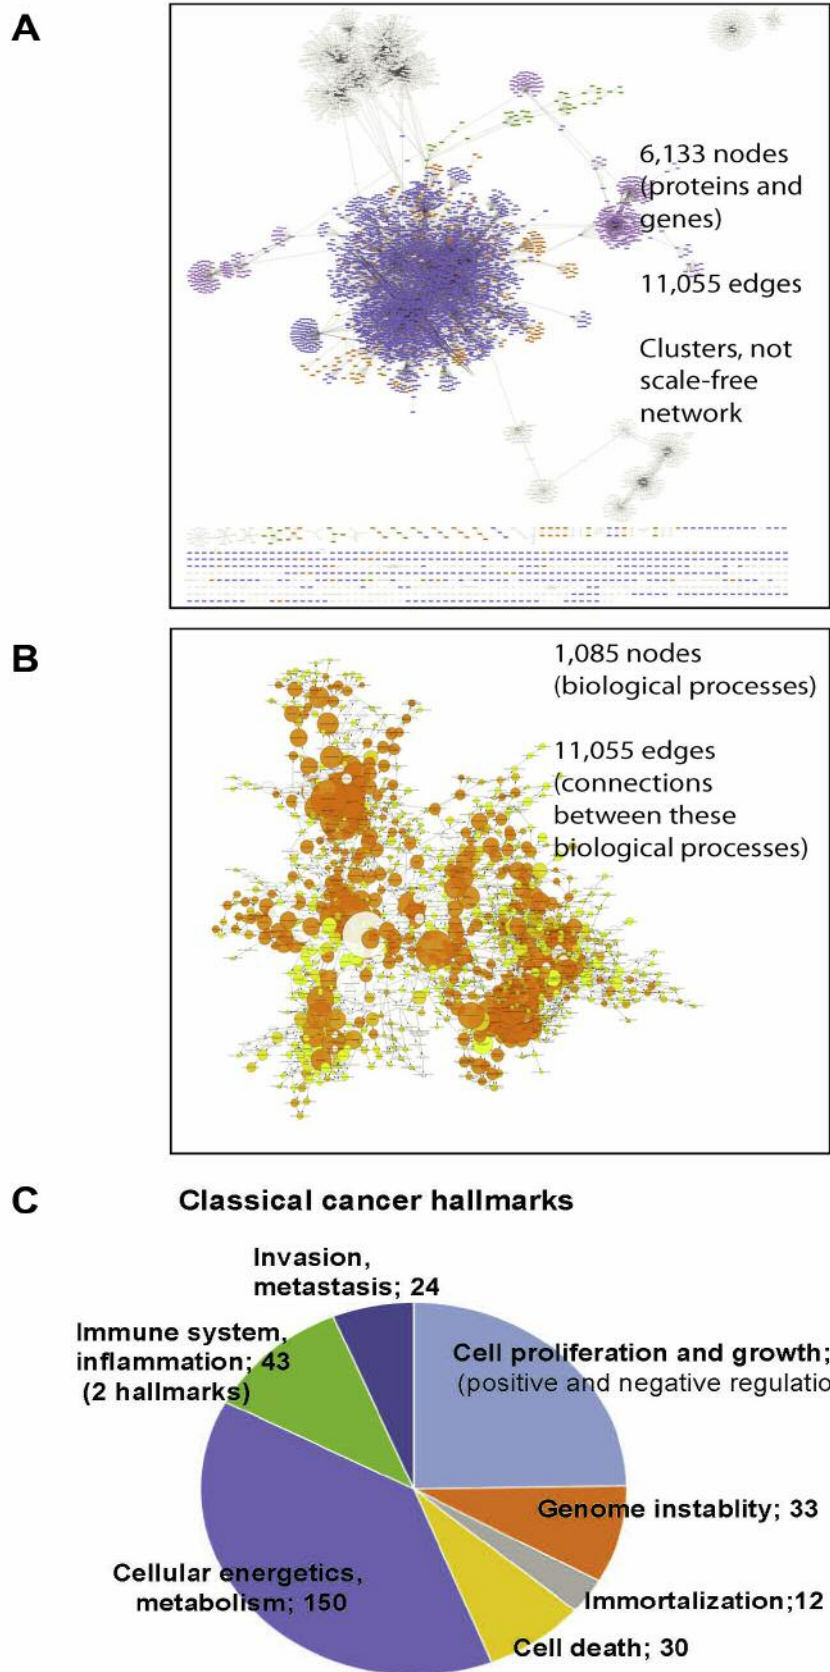 A
6,133 nodes
(proteins and
genes)
11,055 edges
Clusters, not
scale-free
network
B
1,085 nodes
(biological processes)
11,055 edges
(connections
between these
biological processes)
C
Classical cancer hallmarks
Invasion,
metastasis; 24
Immune system,
inflammation; 43
(2 hallmarks)
Cell proliferation and growth;
(positive and negative regulatio
Genome instablity; 33
Immortalization;12
Cell death; 30
Cellular energetics,
metabolism; 150